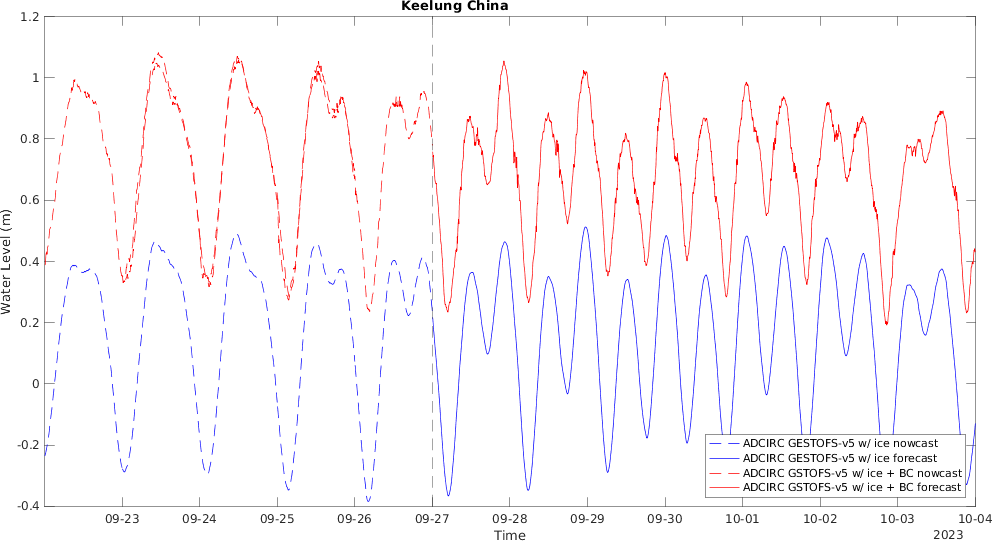 Keelung China
1.2
1
0.8
0.6
0.4
0.2
0
-0.2
-0.4
Water Level (m)
ADCIRC GESTOFS-v5 w/ ice nowcast
ADCIRC GESTOFS-v5 w/ ice forecast
ADCIRC GSTOFS-v5 w/ ice + BC nowcast
ADCIRC GSTOFS-v5 w/ ice + BC forecast
09-23 09-24 09-25 09-26 09-27 09-28 09-29 09-30 10-01 10-02 10-03 10-04
Time
2023